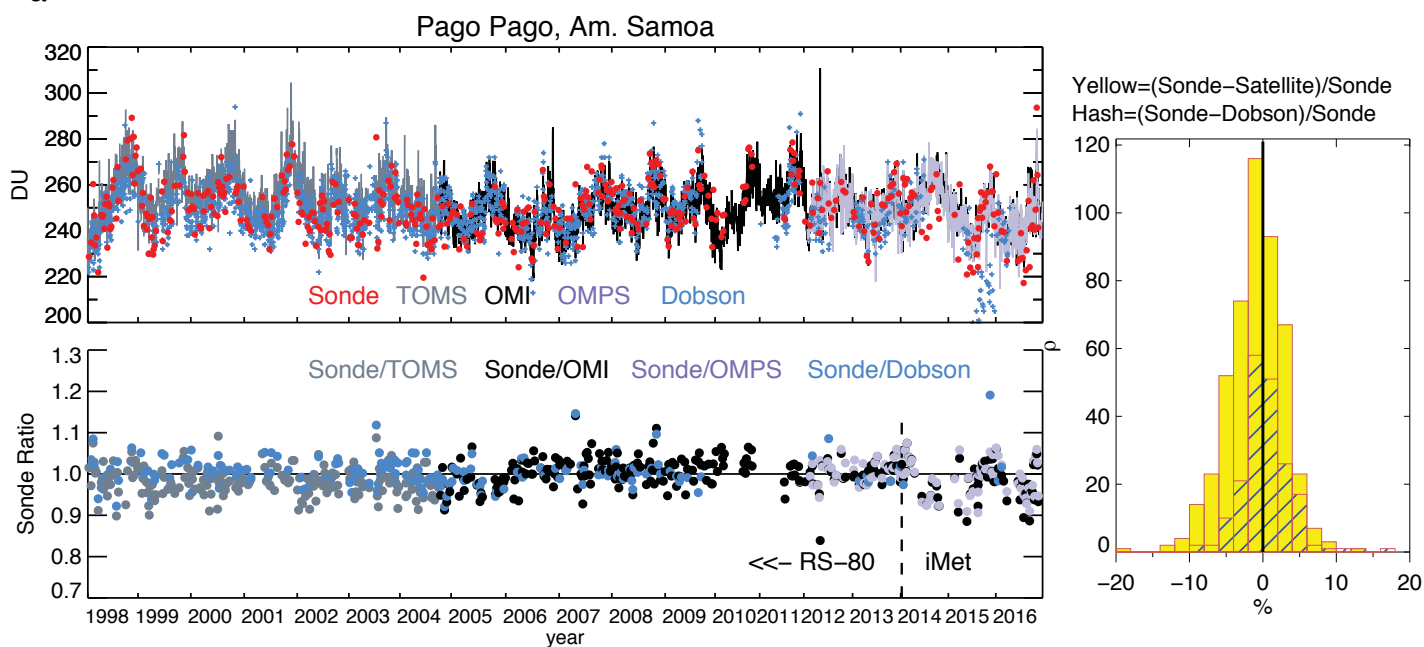 Pago Pago, Am. Samoa
320
300
280
260
240
220
200
DU
Sonde TOMS OMI OMPS Dobson
1.3
1.2
1.1
1.0
0.9
0.8
0.7
Sonde Ratio
Sonde/TOMS Sonde/OMI Sonde/OMPS Sonde/Dobson
<<- RS-80 iMet
1998 1999 2000 2001 2002 2003 2004 2005 2006 2007 2008 2009 2010 2011 2012 2013 2014 2015 2016
year
Yellow=(Sonde-Satellite)/Sonde
Hash=(Sonde-Dobson)/Sonde
120
100
80
60
40
20
0
ρ
-20 -10 0 10 20
%